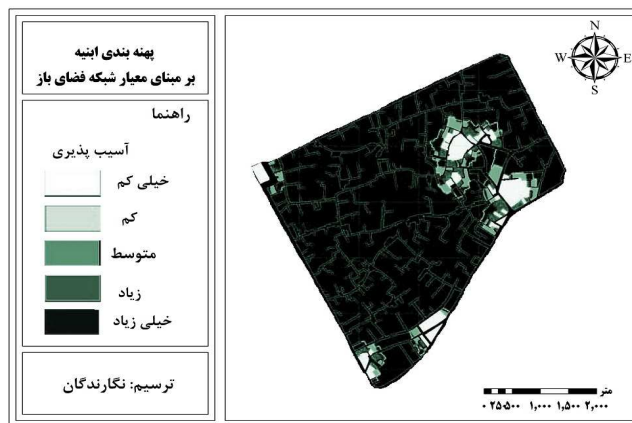 پهنه بندی ابنیه
بر مبنای معیار شبکه فضای باز
راهنما
آسیب پذیری
خیلی کم
کم
متوسط
زیاد
خیلی زیاد
ترسیم: نگارندگان
N
W E
S
متر
۰ ۲۵۰ ۵۰۰ ۱,۰۰۰ ۱,۵۰۰ ۲,۰۰۰